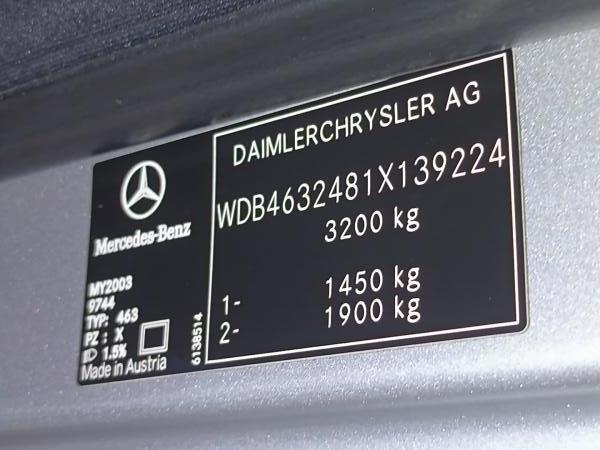 Mercedes-Benz
MY2003
9744
TYP: 463
PZ : X
1.5%
Made in Austria
6138514
DAIMLERCHRYSLER AG
WDB4632481X139224
3200 kg
1- 1450 kg
2- 1900 kg